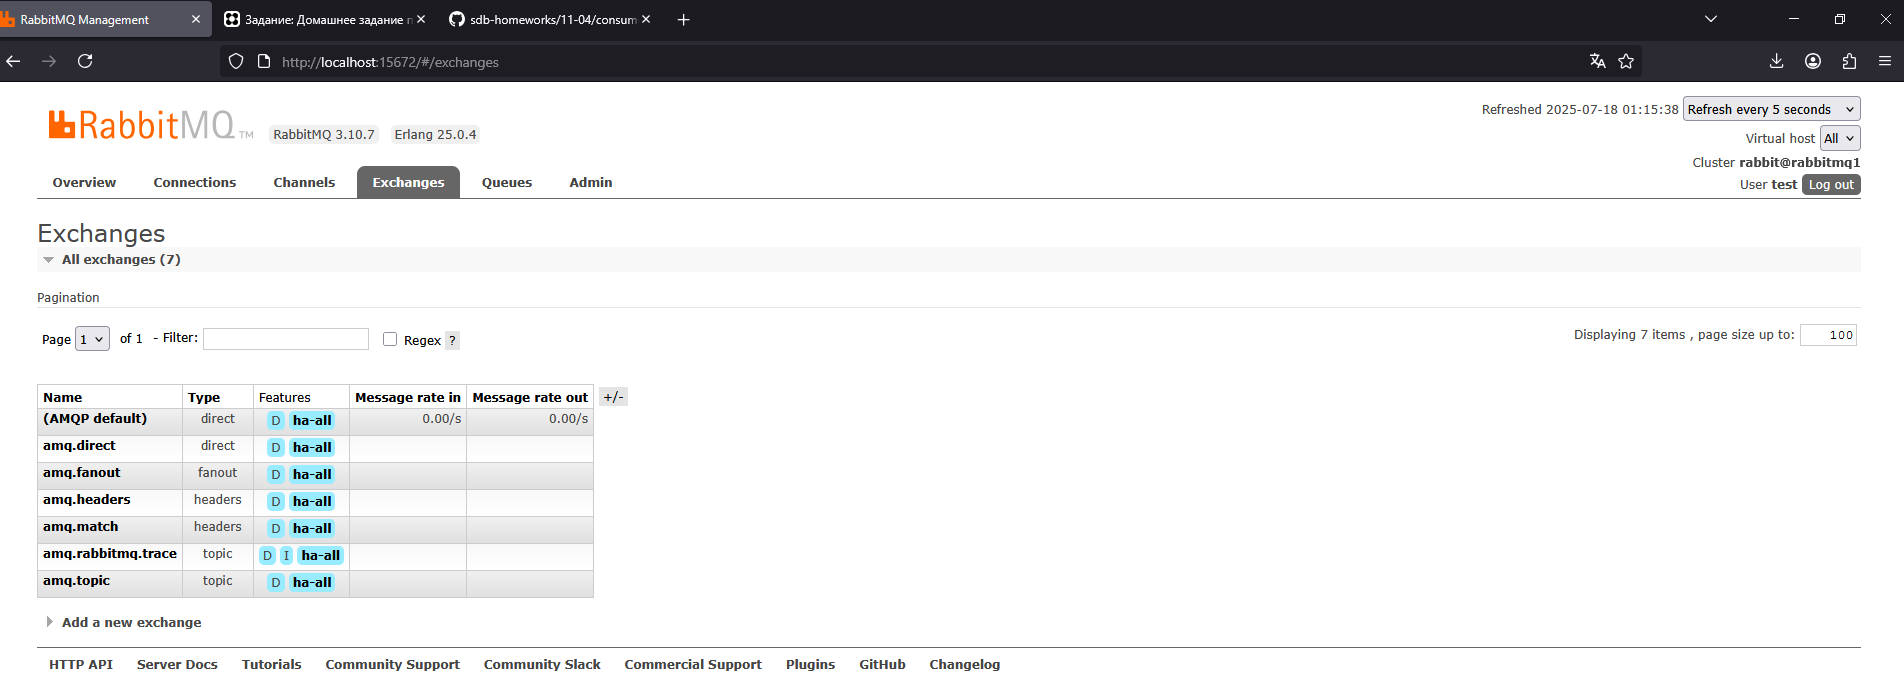 RabbitMQ Management
Задание: Домашнее задание п
sdb-homeworks/11-04/consum
http://localhost:15672/#/exchanges
RabbitMQ TM
RabbitMQ 3.10.7 Erlang 25.0.4
Refreshed 2025-07-18 01:15:38 Refresh every 5 seconds
Virtual host All
Cluster rabbit@rabbitmq1
User test Log out
Overview Connections Channels Exchanges Queues Admin
Exchanges
All exchanges (7)
Pagination
Page 1 of 1 - Filter: Regex ?
Displaying 7 items , page size up to: 100
Name Type Features Message rate in Message rate out +/-
(AMQP default) direct D ha-all 0.00/s 0.00/s
amq.direct direct D ha-all
amq.fanout fanout D ha-all
amq.headers headers D ha-all
amq.match headers D ha-all
amq.rabbitmq.trace topic D I ha-all
amq.topic topic D ha-all
Add a new exchange
HTTP API Server Docs Tutorials Community Support Community Slack Commercial Support Plugins GitHub Changelog